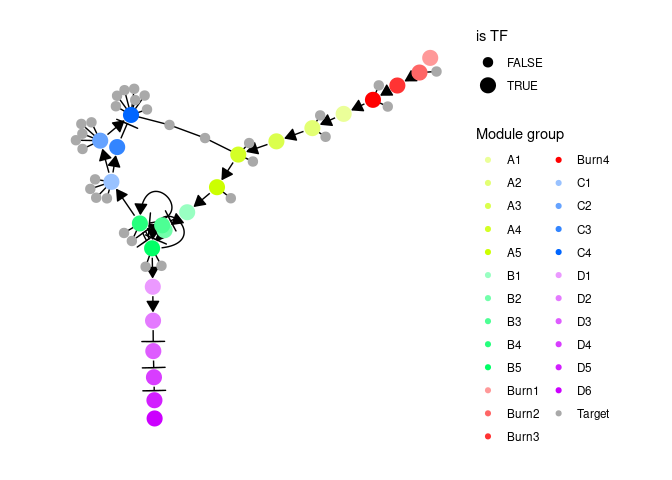 is TF
FALSE
TRUE
Module group
A1 Burn4
A2 C1
A3 C2
A4 C3
A5 C4
B1 D1
B2 D2
B3 D3
B4 D4
B5 D5
Burn1 D6
Burn2 Target
Burn3